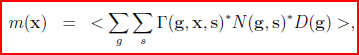 m(x) = < ∑_g ∑_s Γ(g, x, s)* N(g, s)* D(g) >,